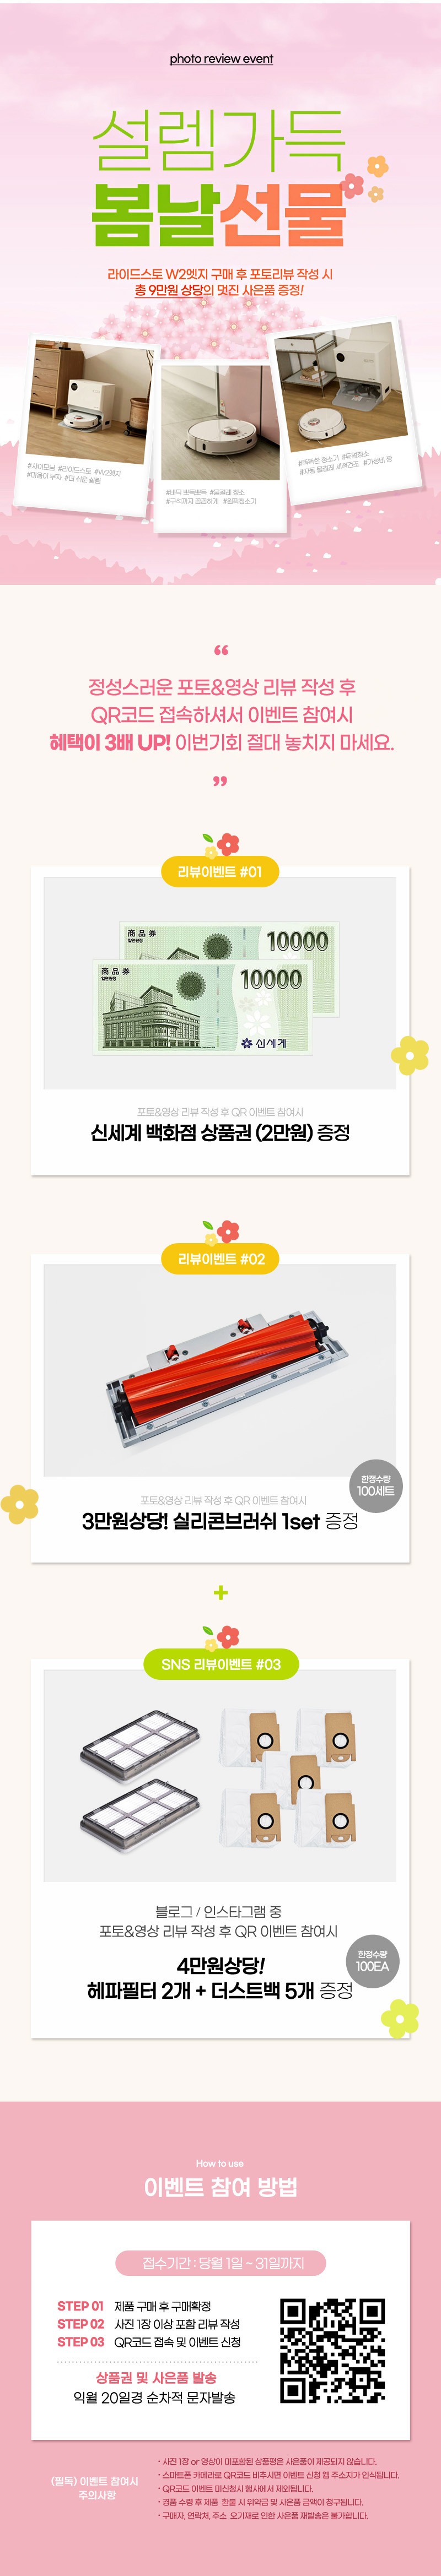 photo review event
설렘가득
봄날선물
라이드스토 W2엣지 구매 후 포토리뷰 작성 시
총 9만원 상당의 멋진 사은품 증정!
#사이모님 #라이드스토 #W2엣지
#마음이 부자 #더 쉬운 살림
#바닥 뽀득뽀득 #물걸레 청소
#구석까지 꼼꼼하게 #원픽청소기
#똑똑한 청소기 #듀얼청소
#자동 물걸레 세척건조 #가성비 짱
“
정성스러운 포토&영상 리뷰 작성 후
QR코드 접속하셔서 이벤트 참여시
혜택이 3배 UP! 이번기회 절대 놓치지 마세요.
”
리뷰이벤트 #01
상품권
10000
상품권
10000
신세계
포토&영상 리뷰 작성 후 QR 이벤트 참여시
신세계 백화점 상품권 (2만원) 증정
리뷰이벤트 #02
한정수량
100세트
포토&영상 리뷰 작성 후 QR 이벤트 참여시
3만원상당! 실리콘브러쉬 1set 증정
+
SNS 리뷰이벤트 #03
블로그 / 인스타그램 중
포토&영상 리뷰 작성 후 QR 이벤트 참여시
한정수량
100EA
4만원상당!
헤파필터 2개 + 더스트백 5개 증정
How to use
이벤트 참여 방법
접수기간 : 당월 1일 ~ 31일까지
STEP 01 제품 구매 후 구매확정
STEP 02 사진 1장 이상 포함 리뷰 작성
STEP 03 QR코드 접속 및 이벤트 신청
상품권 및 사은품 발송
익월 20일경 순차적 문자발송
(필독) 이벤트 참여시
주의사항
· 사진 1장 or 영상이 미포함된 상품평은 사은품이 제공되지 않습니다.
· 스마트폰 카메라로 QR코드 비추시면 이벤트 신청 웹 주소지가 인식됩니다.
· QR코드 이벤트 미신청시 행사에서 제외됩니다.
· 경품 수령 후 제품 환불 시 위약금 및 사은품 금액이 청구됩니다.
· 구매자, 연락처, 주소 오기재로 인한 사은품 재발송은 불가합니다.